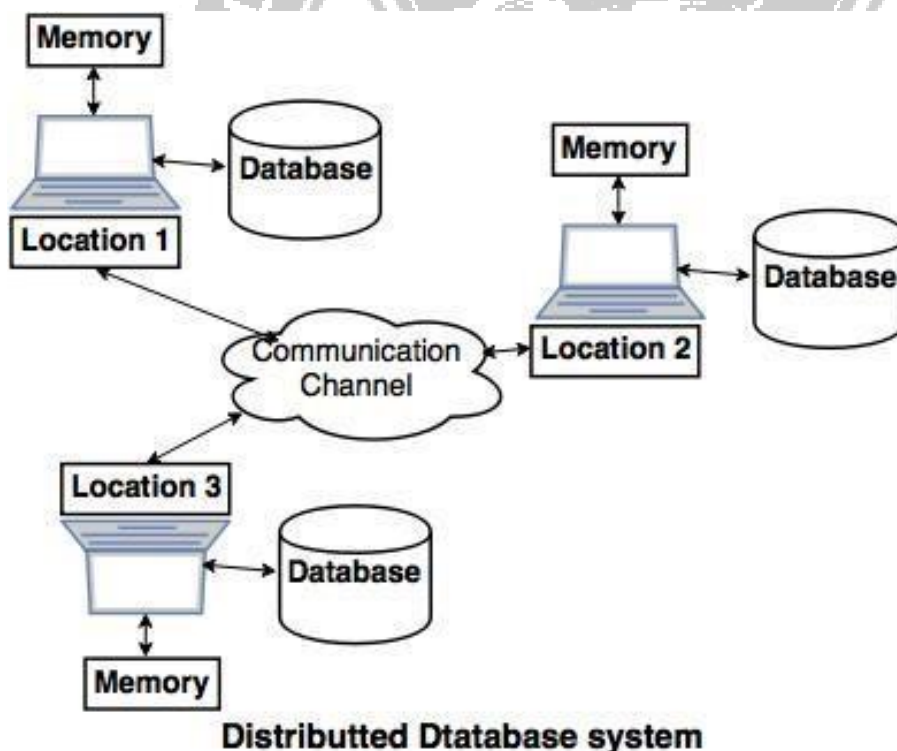 Memory
Database
Location 1
Memory
Database
Location 2
Communication
Channel
Location 3
Database
Memory
Distributted Dtatabase system